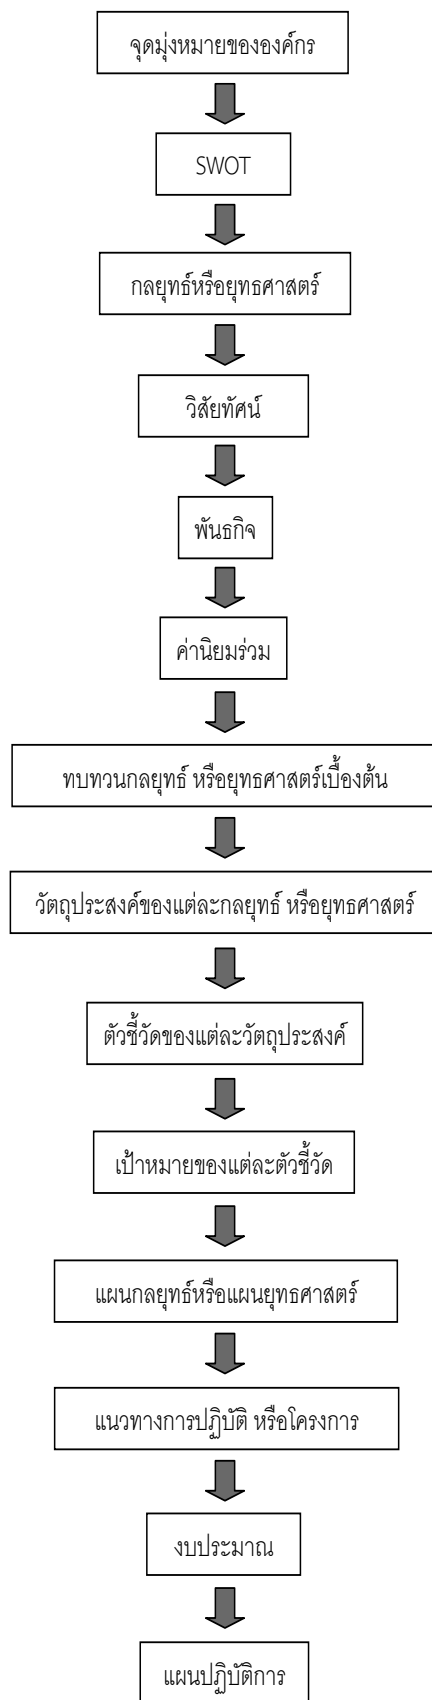 จุดมุ่งหมายขององค์กร
SWOT
กลยุทธ์หรือยุทธศาสตร์
วิสัยทัศน์
พันธกิจ
ค่านิยมร่วม
ทบทวนกลยุทธ์ หรือยุทธศาสตร์เบื้องต้น
วัตถุประสงค์ของแต่ละกลยุทธ์ หรือยุทธศาสตร์
ตัวชี้วัดของแต่ละวัตถุประสงค์
เป้าหมายของแต่ละตัวชี้วัด
แผนกลยุทธ์หรือแผนยุทธศาสตร์
แนวทางการปฏิบัติ หรือโครงการ
งบประมาณ
แผนปฏิบัติการ